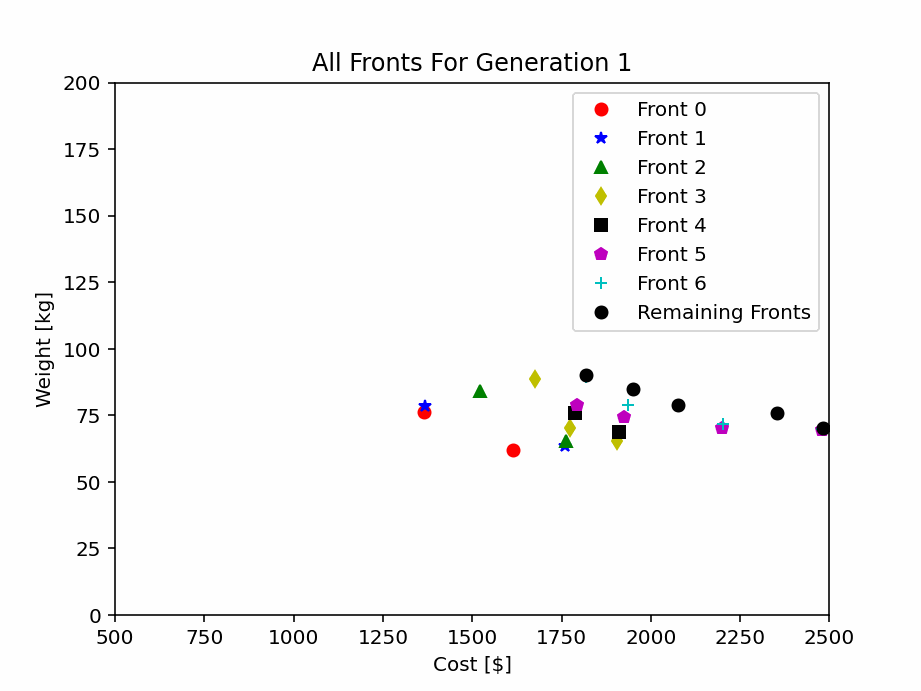 All Fronts For Generation 1
200
175
150
125
100
75
50
25
0
Weight [kg]
Front 0
Front 1
Front 2
Front 3
Front 4
Front 5
Front 6
Remaining Fronts
500 750 1000 1250 1500 1750 2000 2250 2500
Cost [$]